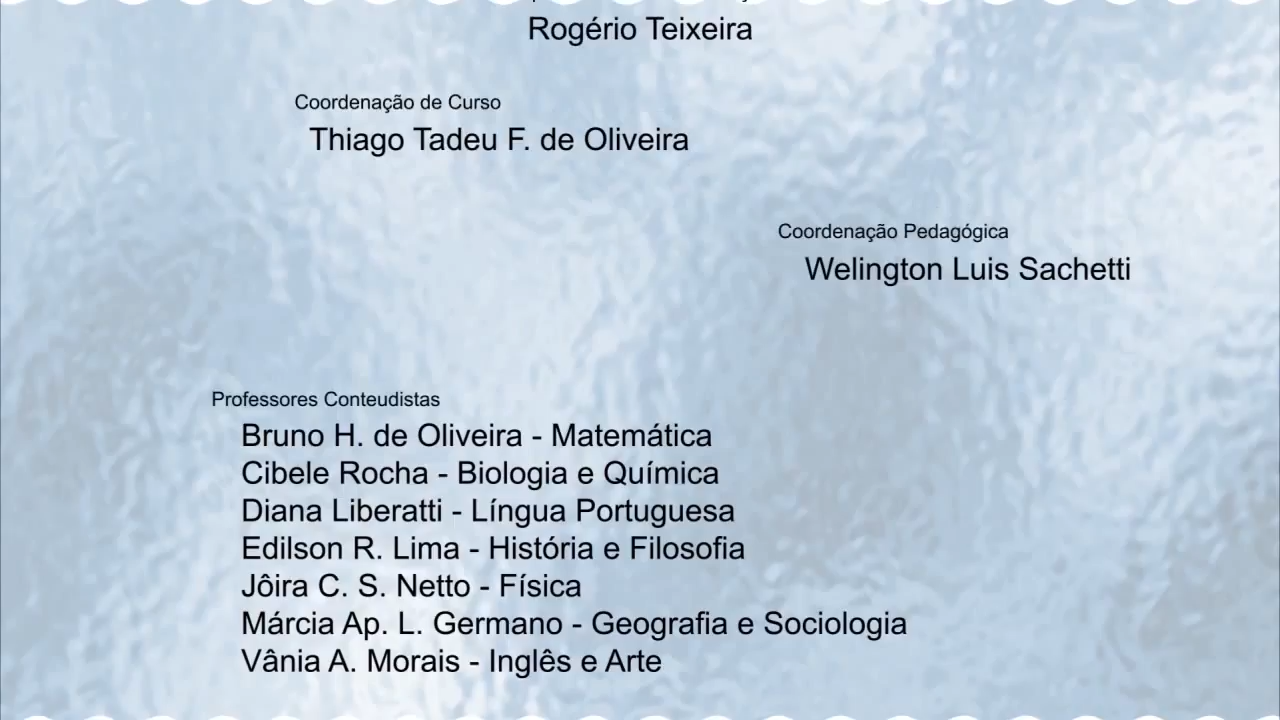 Rogério Teixeira
Coordenação de Curso
Thiago Tadeu F. de Oliveira
Coordenação Pedagógica
Welington Luis Sachetti
Professores Conteudistas
Bruno H. de Oliveira - Matemática
Cibele Rocha - Biologia e Química
Diana Liberatti - Língua Portuguesa
Edilson R. Lima - História e Filosofia
Jôira C. S. Netto - Física
Márcia Ap. L. Germano - Geografia e Sociologia
Vânia A. Morais - Inglês e Arte